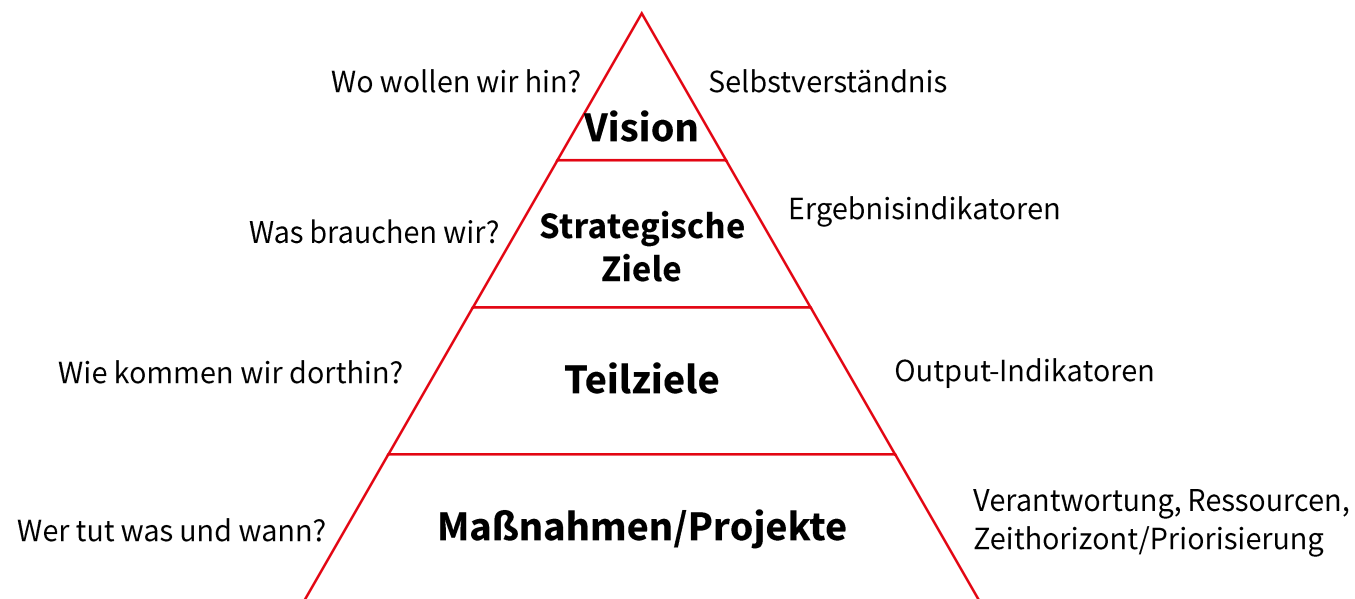 Wo wollen wir hin?
Selbstverständnis
Vision
Was brauchen wir?
Strategische
Ziele
Ergebnisindikatoren
Wie kommen wir dorthin?
Teilziele
Output-Indikatoren
Wer tut was und wann?
Maßnahmen/Projekte
Verantwortung, Ressourcen,
Zeithorizont/Priorisierung